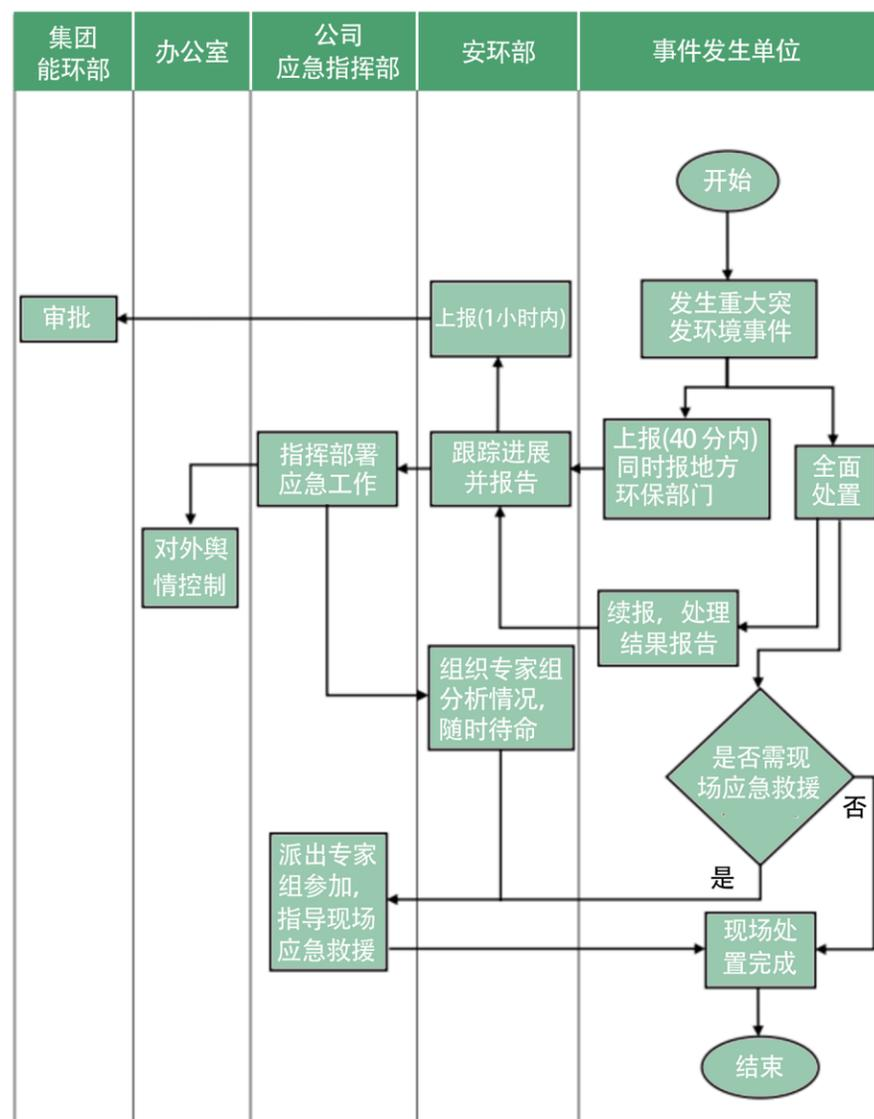 集团
能环部
办公室
公司
应急指挥部
安环部
事件发生单位
开始
发生重大突
发环境事件
上报(1小时内)
审批
上报(40 分内)
同时报地方
环保部门
全面
处置
跟踪进展
并报告
指挥部署
应急工作
对外舆
情控制
续报，处理
结果报告
组织专家组
分析情况，
随时待命
是否需现
场应急救援
否
是
派出专家
组参加，
指导现场
应急救援
现场处
置完成
结束